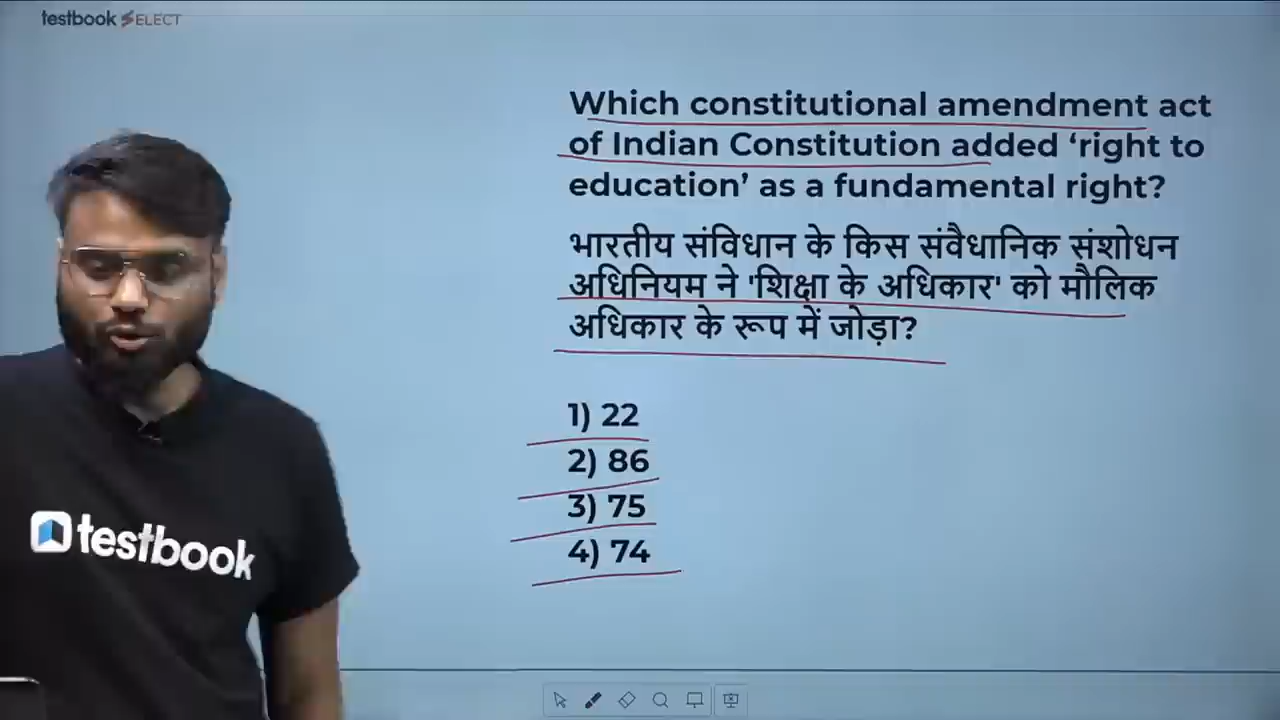 testbook SELECT
Which constitutional amendment act
of Indian Constitution added ‘right to
education’ as a fundamental right?
भारतीय संविधान के किस संवैधानिक संशोधन
अधिनियम ने 'शिक्षा के अधिकार' को मौलिक
अधिकार के रूप में जोड़ा?
1) 22
2) 86
3) 75
4) 74
testbook